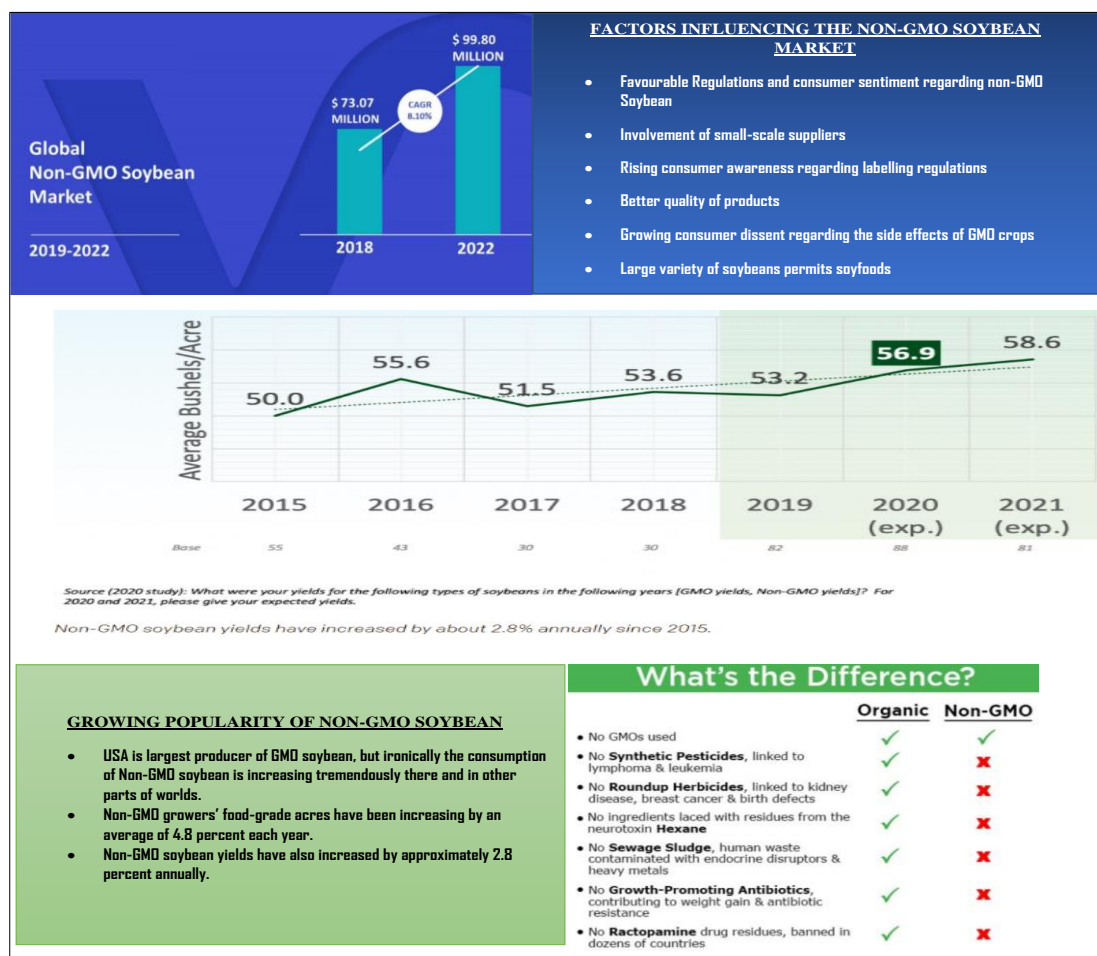 $ 99.80
MILLION
$ 73.07
MILLION
CAGR
8.10%
Global
Non-GMO Soybean
Market
2019-2022
2018
2022
FACTORS INFLUENCING THE NON-GMO SOYBEAN
MARKET
• Favourable Regulations and consumer sentiment regarding non-GMO
Soybean
• Involvement of small-scale suppliers
• Rising consumer awareness regarding labelling regulations
• Better quality of products
• Growing consumer dissent regarding the side effects of GMO crops
• Large variety of soybeans permits soyfoods
Average Bushels/Acre
50.0
55.6
51.5
53.6
53.2
56.9
58.6
2015 2016 2017 2018 2019 2020 2021
(exp.) (exp.)
Base 55 43 30 30 82 88 81
Source (2020 study): What were your yields for the following types of soybeans in the following years [GMO yields, Non-GMO yields]? For
2020 and 2021, please give your expected yields.
Non-GMO soybean yields have increased by about 2.8% annually since 2015.
GROWING POPULARITY OF NON-GMO SOYBEAN
• USA is largest producer of GMO soybean, but ironically the consumption
of Non-GMO soybean is increasing tremendously there and in other
parts of worlds.
• Non-GMO growers' food-grade acres have been increasing by an
average of 4.8 percent each year.
• Non-GMO soybean yields have also increased by approximately 2.8
percent annually.
What's the Difference?
Organic Non-GMO
• No GMOs used
• No Synthetic Pesticides, linked to
lymphoma & leukemia
• No Roundup Herbicides, linked to kidney
disease, breast cancer & birth defects
• No ingredients laced with residues from the
neurotoxin Hexane
• No Sewage Sludge, human waste
contaminated with endocrine disruptors &
heavy metals
• No Growth-Promoting Antibiotics,
contributing to weight gain & antibiotic
resistance
• No Ractopamine drug residues, banned in
dozens of countries